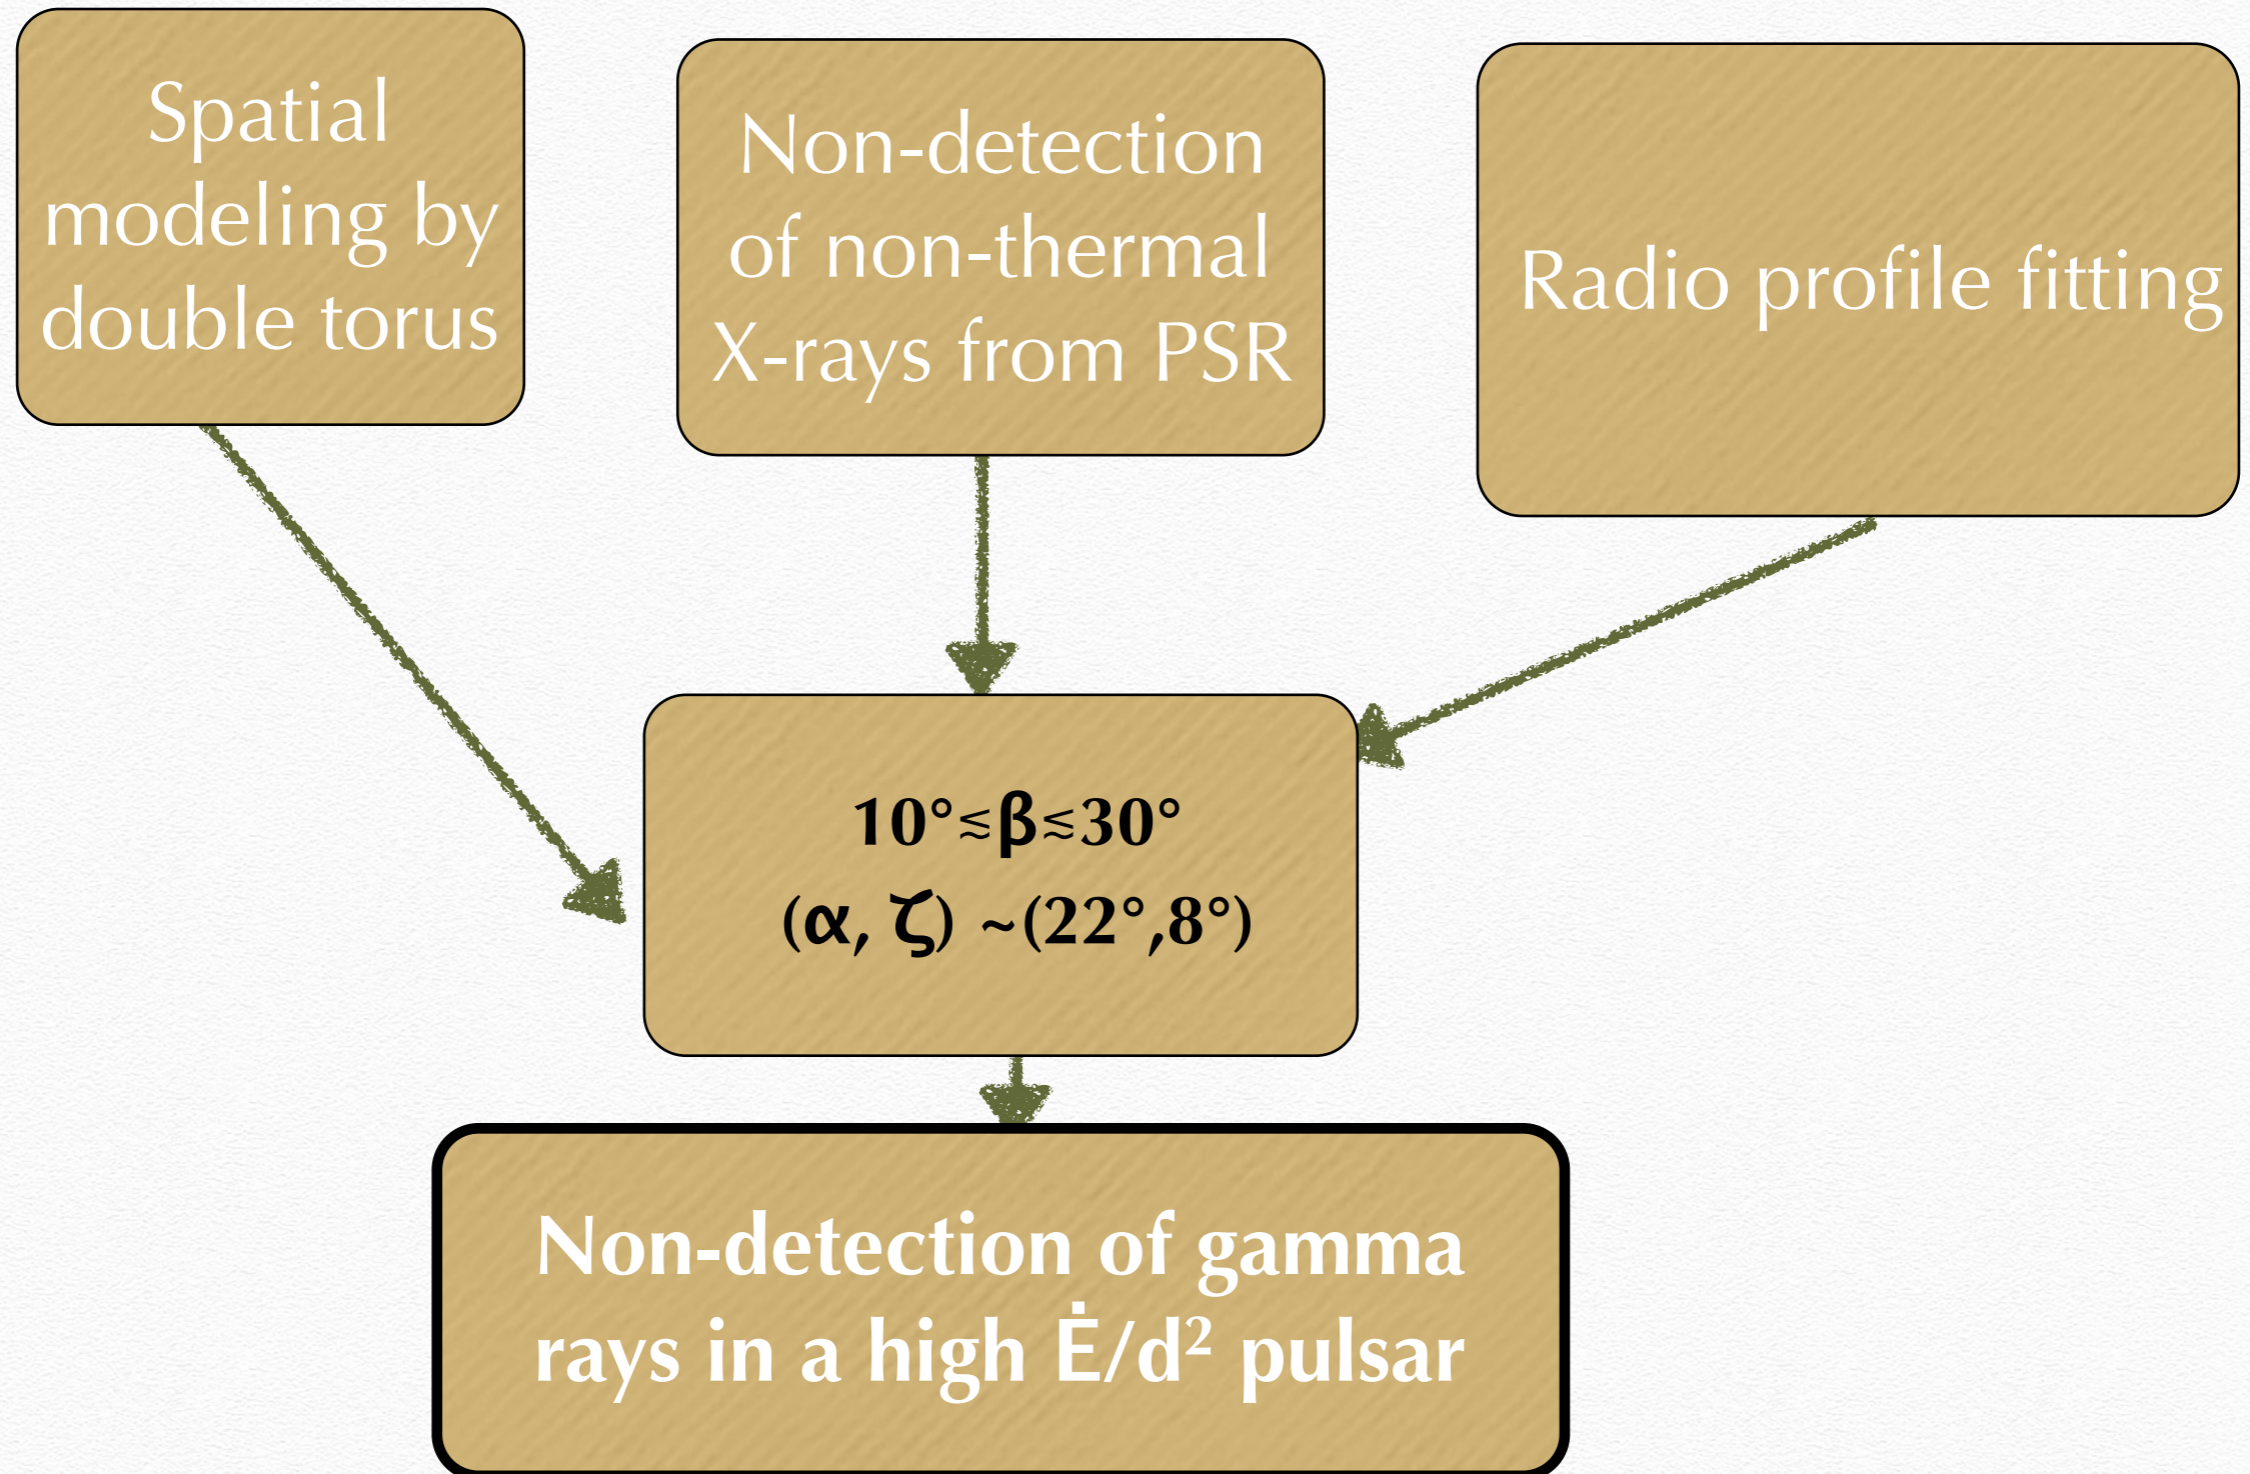 Spatial
modeling by
double torus
Non-detection
of non-thermal
X-rays from PSR
Radio profile fitting
10°≲β≲30°
(α, ζ) ~(22°,8°)
Non-detection of gamma
rays in a high Ė/d² pulsar